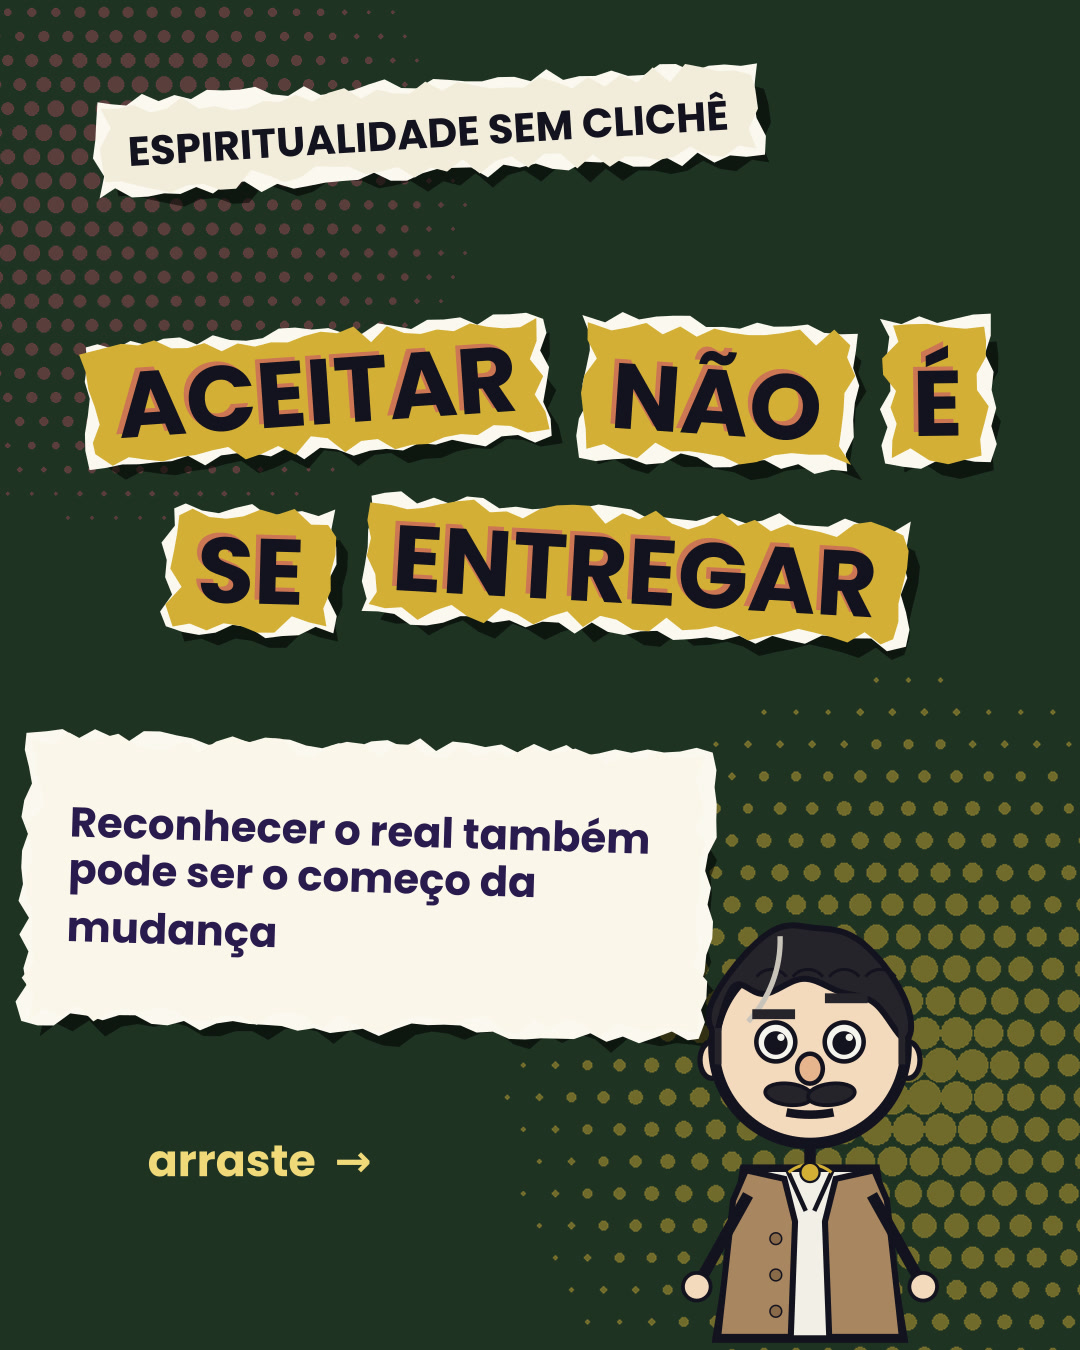 ESPIRITUALIDADE SEM CLICHÊ
ACEITAR NÃO É
SE ENTREGAR
Reconhecer o real também
pode ser o começo da
mudança
arraste →